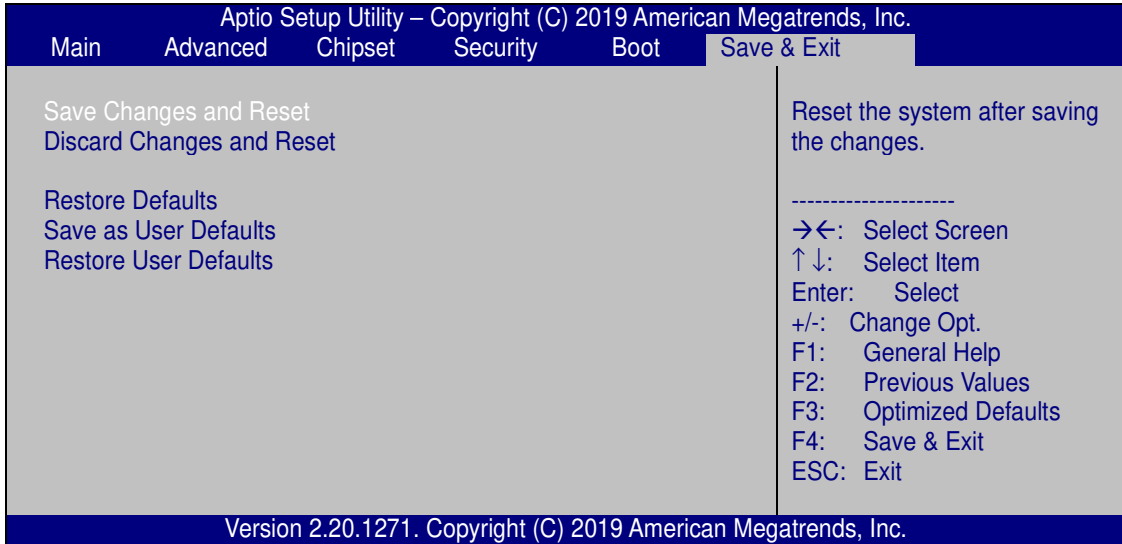 Aptio Setup Utility – Copyright (C) 2019 American Megatrends, Inc.
Main Advanced Chipset Security Boot Save & Exit
Save Changes and Reset
Discard Changes and Reset
Restore Defaults
Save as User Defaults
Restore User Defaults
Reset the system after saving
the changes.
---------------------
→←: Select Screen
↑↓: Select Item
Enter: Select
+/-: Change Opt.
F1: General Help
F2: Previous Values
F3: Optimized Defaults
F4: Save & Exit
ESC: Exit
Version 2.20.1271. Copyright (C) 2019 American Megatrends, Inc.